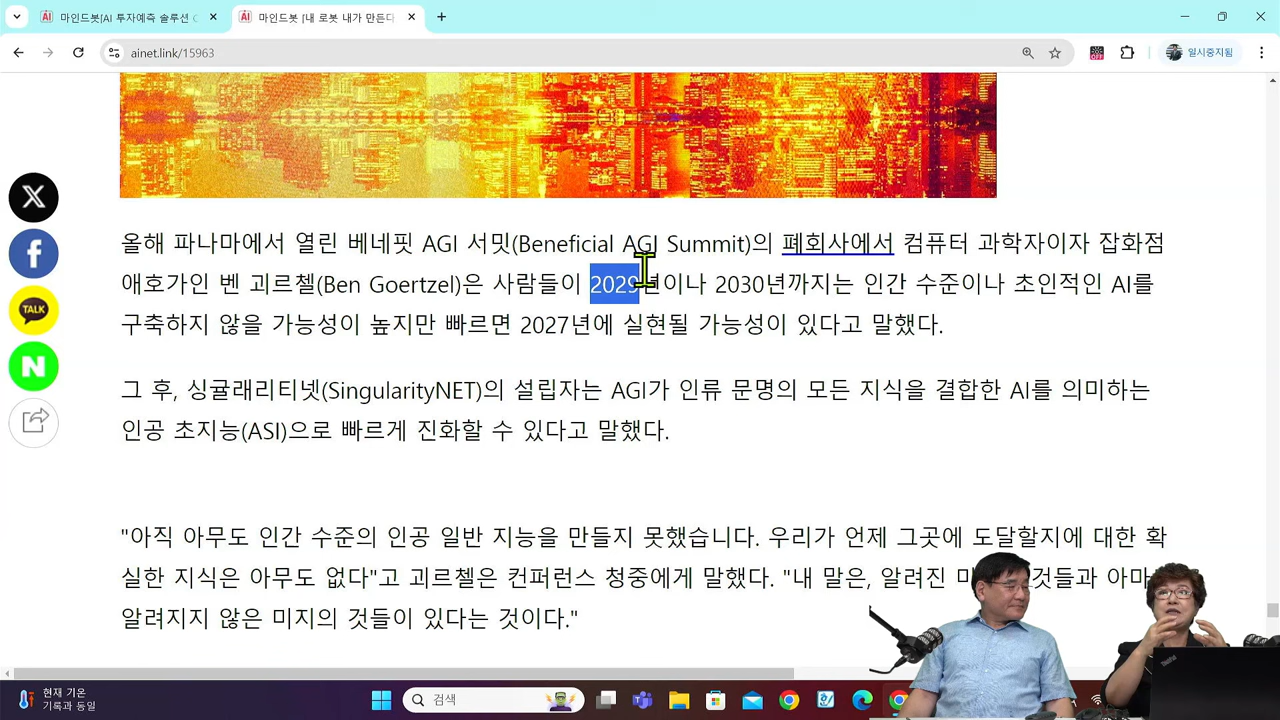 마인드봇[AI 투자예측 솔루션 C
마인드봇 [내 로봇 내가 만든다
ainet.link/15963
OFF
일시중지됨
올해 파나마에서 열린 베네핏 AGI 서밋(Beneficial AGI Summit)의 폐회사에서 컴퓨터 과학자이자 잡화점
애호가인 벤 괴르첼(Ben Goertzel)은 사람들이 2029년이나 2030년까지는 인간 수준이나 초인적인 AI를
구축하지 않을 가능성이 높지만 빠르면 2027년에 실현될 가능성이 있다고 말했다.
그 후, 싱귤래리티넷(SingularityNET)의 설립자는 AGI가 인류 문명의 모든 지식을 결합한 AI를 의미하는
인공 초지능(ASI)으로 빠르게 진화할 수 있다고 말했다.
"아직 아무도 인간 수준의 인공 일반 지능을 만들지 못했습니다. 우리가 언제 그곳에 도달할지에 대한 확
실한 지식은 아무도 없다"고 괴르첼은 컨퍼런스 청중에게 말했다. "내 말은, 알려진 것들과 아마
알려지지 않은 미지의 것들이 있다는 것이다."
X
f
TALK
N
현재 기온
기록과 동일
검색
ThinkPad